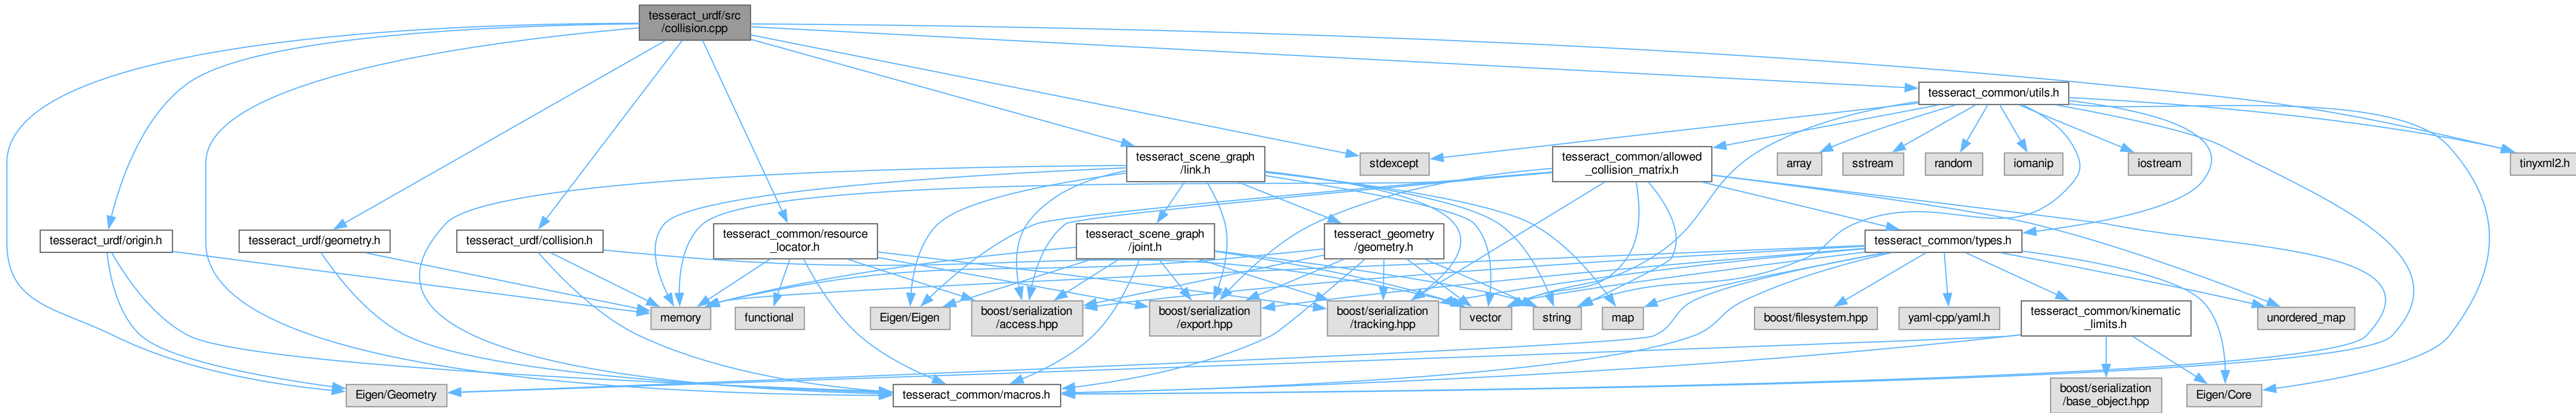 tesseract_urdf/src
/collision.cpp
tesseract_common/utils.h
tesseract_scene_graph
/link.h
stdexcept
tesseract_common/allowed
_collision_matrix.h
array
sstream
random
iomanip
iostream
tinyxml2.h
tesseract_urdf/origin.h
tesseract_urdf/geometry.h
tesseract_urdf/collision.h
tesseract_common/resource
_locator.h
tesseract_scene_graph
/joint.h
tesseract_geometry
/geometry.h
tesseract_common/types.h
memory
functional
Eigen/Eigen
boost/serialization
/access.hpp
boost/serialization
/export.hpp
boost/serialization
/tracking.hpp
vector
string
map
boost/filesystem.hpp
yaml-cpp/yaml.h
tesseract_common/kinematic
_limits.h
unordered_map
Eigen/Geometry
tesseract_common/macros.h
boost/serialization
/base_object.hpp
Eigen/Core